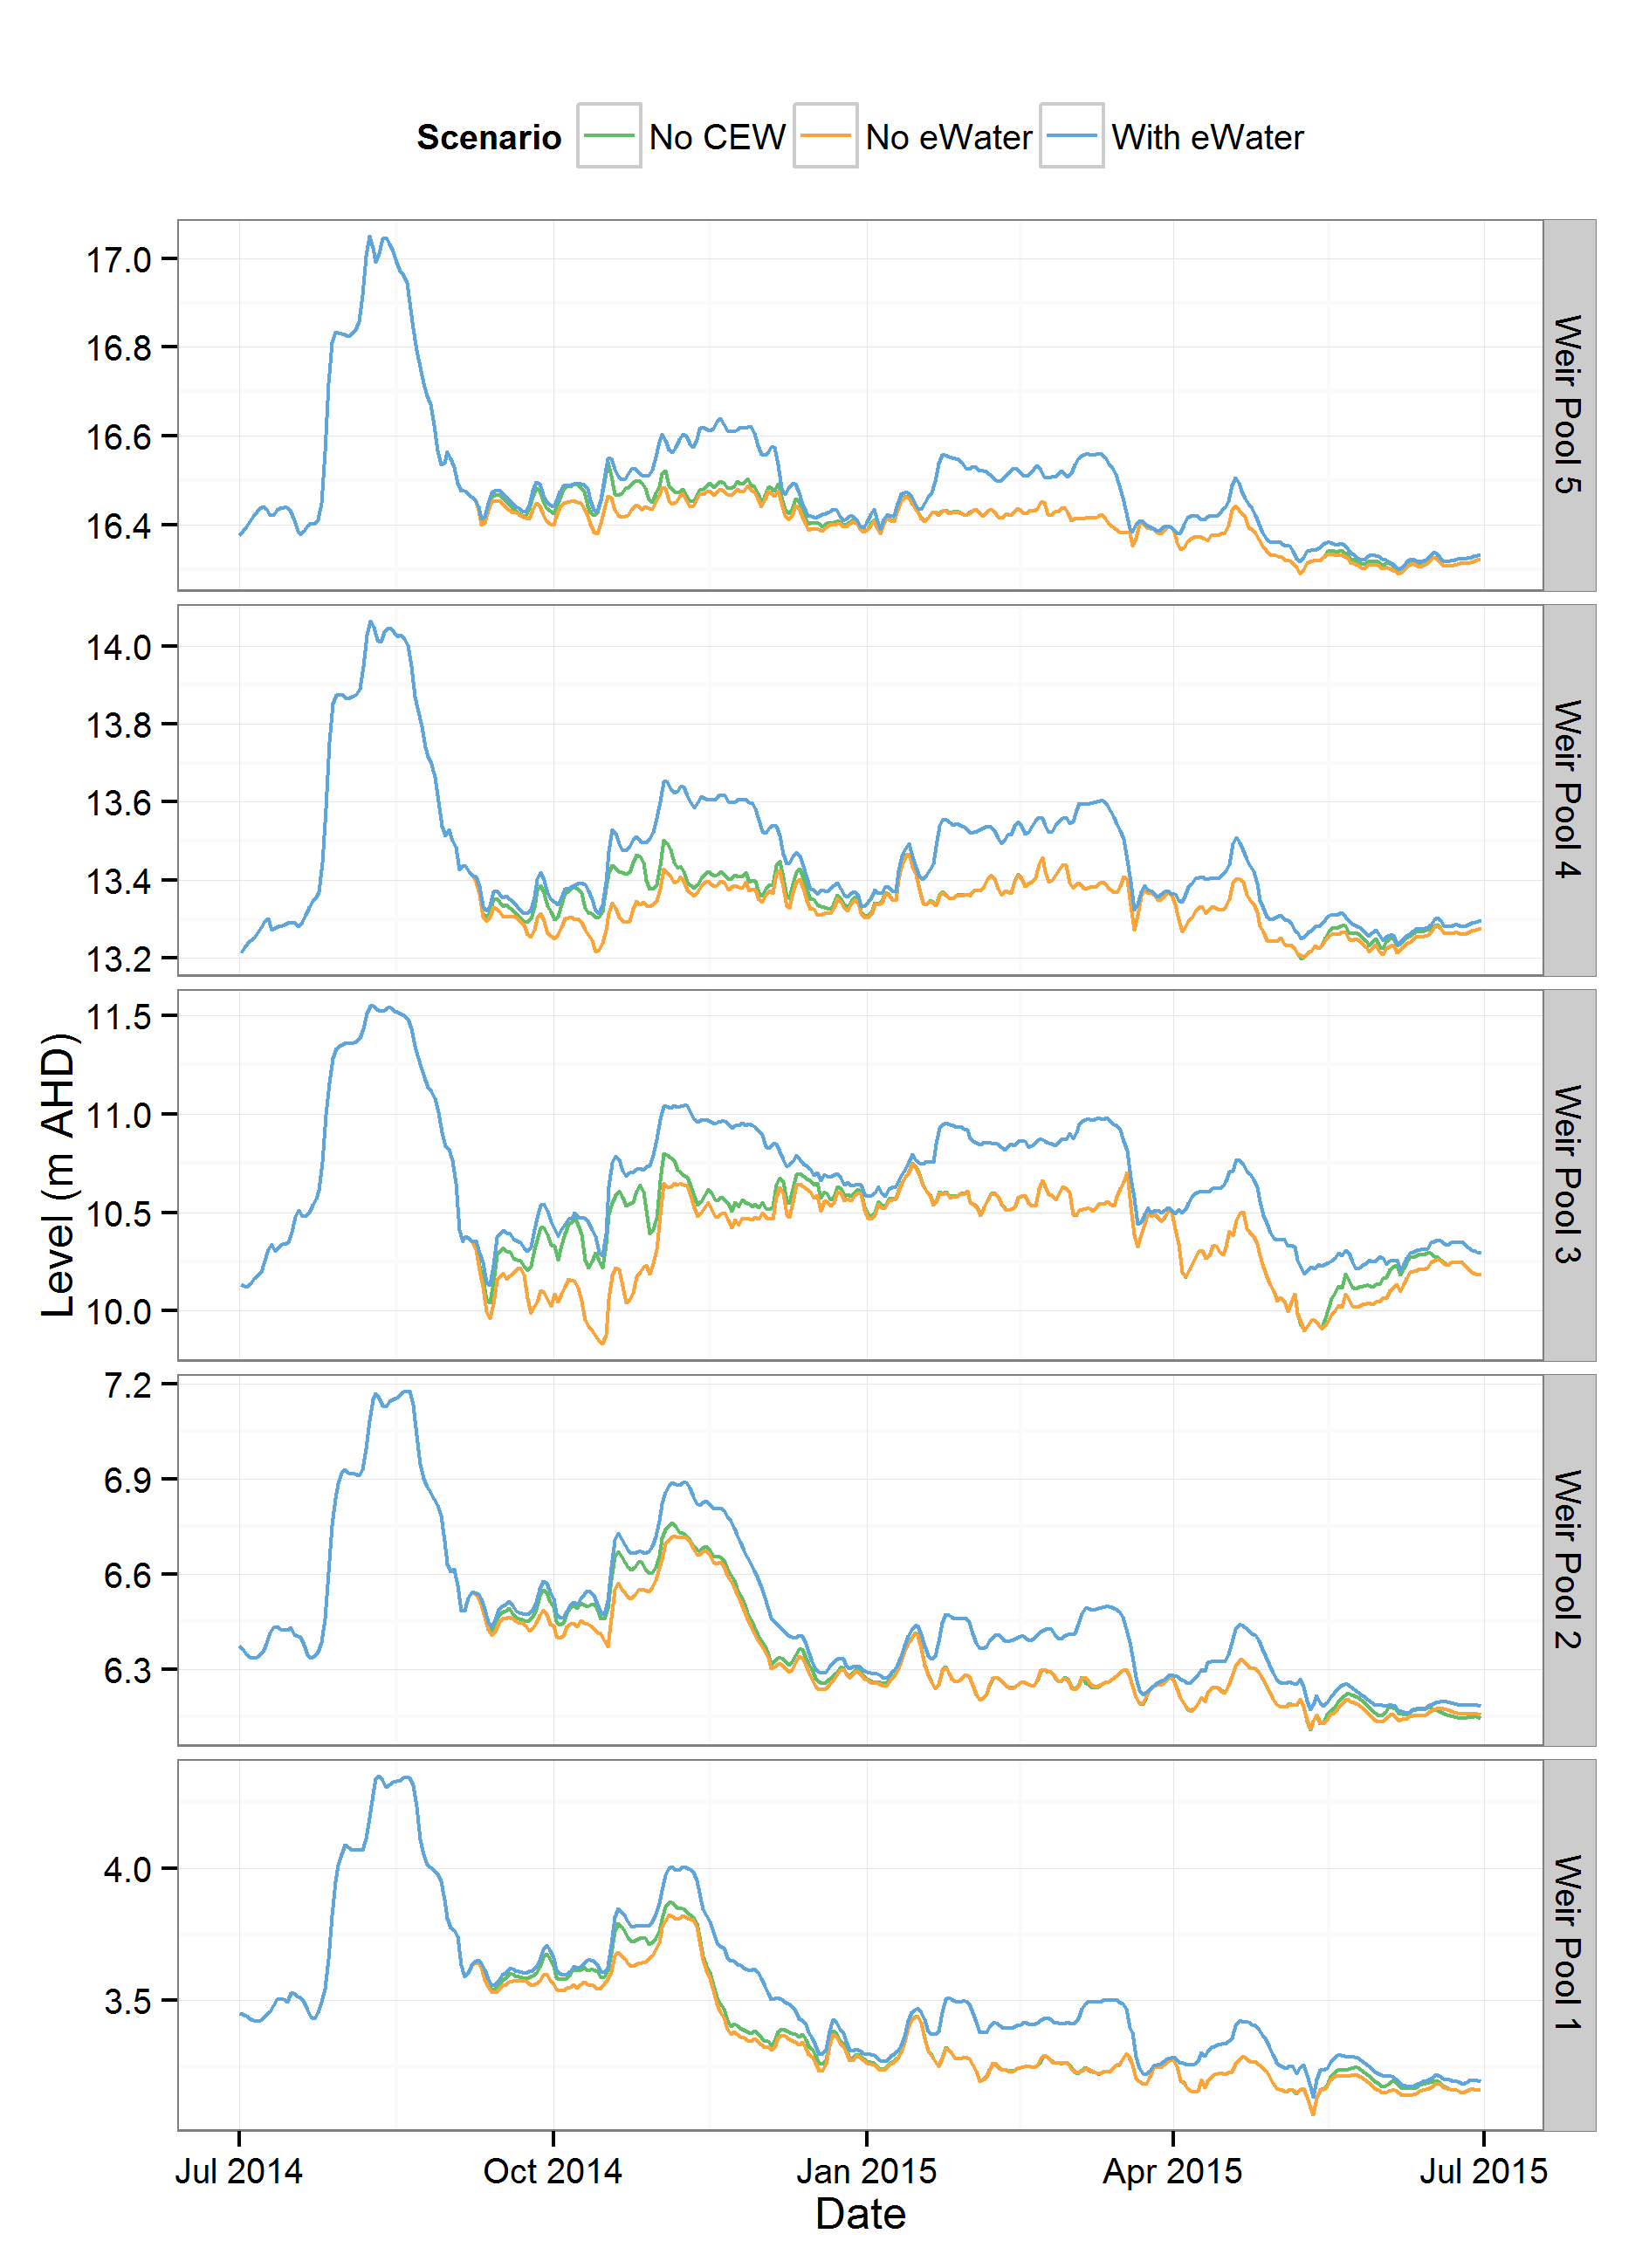 Scenario No CEW No eWater With eWater
17.0
16.8
16.6
16.4
Weir Pool 5
14.0
13.8
13.6
13.4
13.2
Weir Pool 4
11.5
11.0
10.5
10.0
Weir Pool 3
7.2
6.9
6.6
6.3
Weir Pool 2
4.0
3.5
Weir Pool 1
Level (m AHD)
Jul 2014 Oct 2014 Jan 2015 Apr 2015 Jul 2015
Date